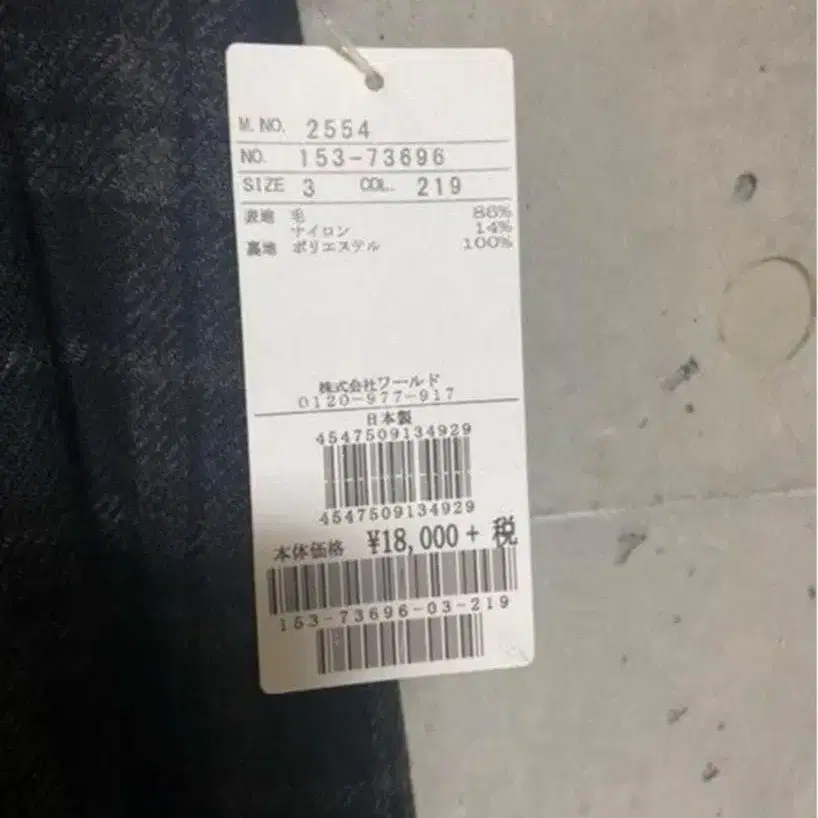 M.NO. 2554
NO. 153-73696
SIZE 3 COL. 219
表地 毛 86%
ナイロン 14%
裏地 ポリエステル 100%
株式会社ワールド
0120-977-917
日本製
4547509134929
4547509134929
本体価格 ¥18,000+税
153-73696-03-219